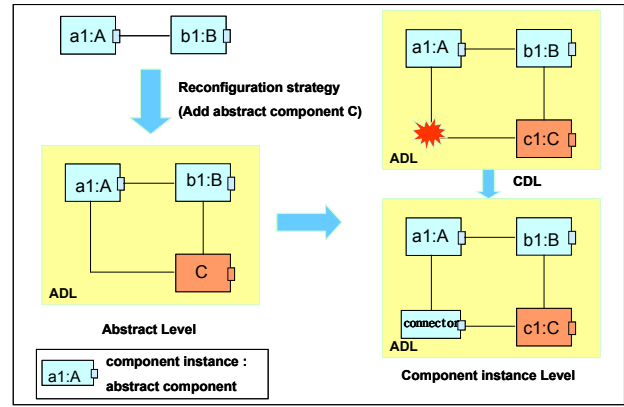 a1:A
b1:B
Reconfiguration strategy
(Add abstract component C)
a1:A
b1:B
C
ADL
Abstract Level
a1:A
component instance :
abstract component
a1:A
b1:B
c1:C
ADL
CDL
a1:A
b1:B
connector
c1:C
ADL
Component instance Level